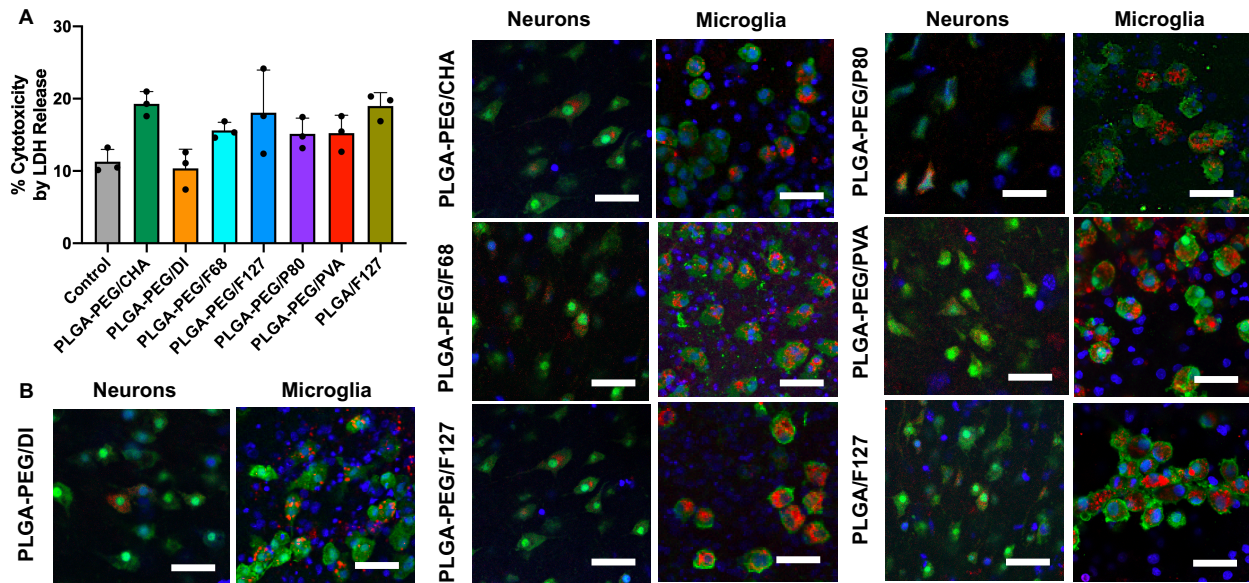 A
% Cytotoxicity
by LDH Release
30
20
10
0
Control
PLGA-PEG/CHA
PLGA-PEG/DI
PLGA-PEG/F68
PLGA-PEG/F127
PLGA-PEG/P80
PLGA-PEG/PVA
PLGA/F127
B
Neurons Microglia
PLGA-PEG/DI
Neurons Microglia
PLGA-PEG/CHA
PLGA-PEG/F68
PLGA-PEG/F127
Neurons Microglia
PLGA-PEG/P80
PLGA-PEG/PVA
PLGA/F127